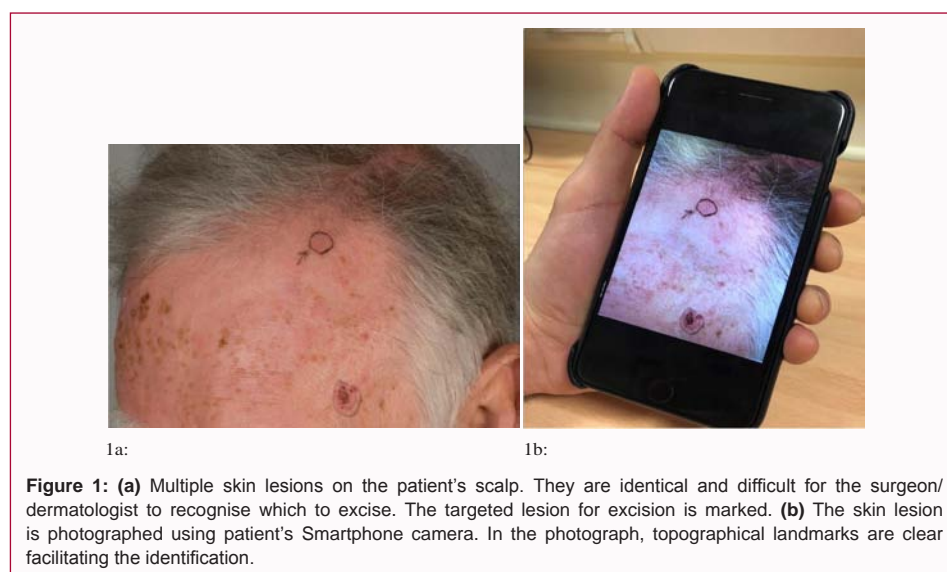 1a:
1b:
Figure 1: (a) Multiple skin lesions on the patient's scalp. They are identical and difficult for the surgeon/
dermatologist to recognise which to excise. The targeted lesion for excision is marked. (b) The skin lesion
is photographed using patient's Smartphone camera. In the photograph, topographical landmarks are clear
facilitating the identification.